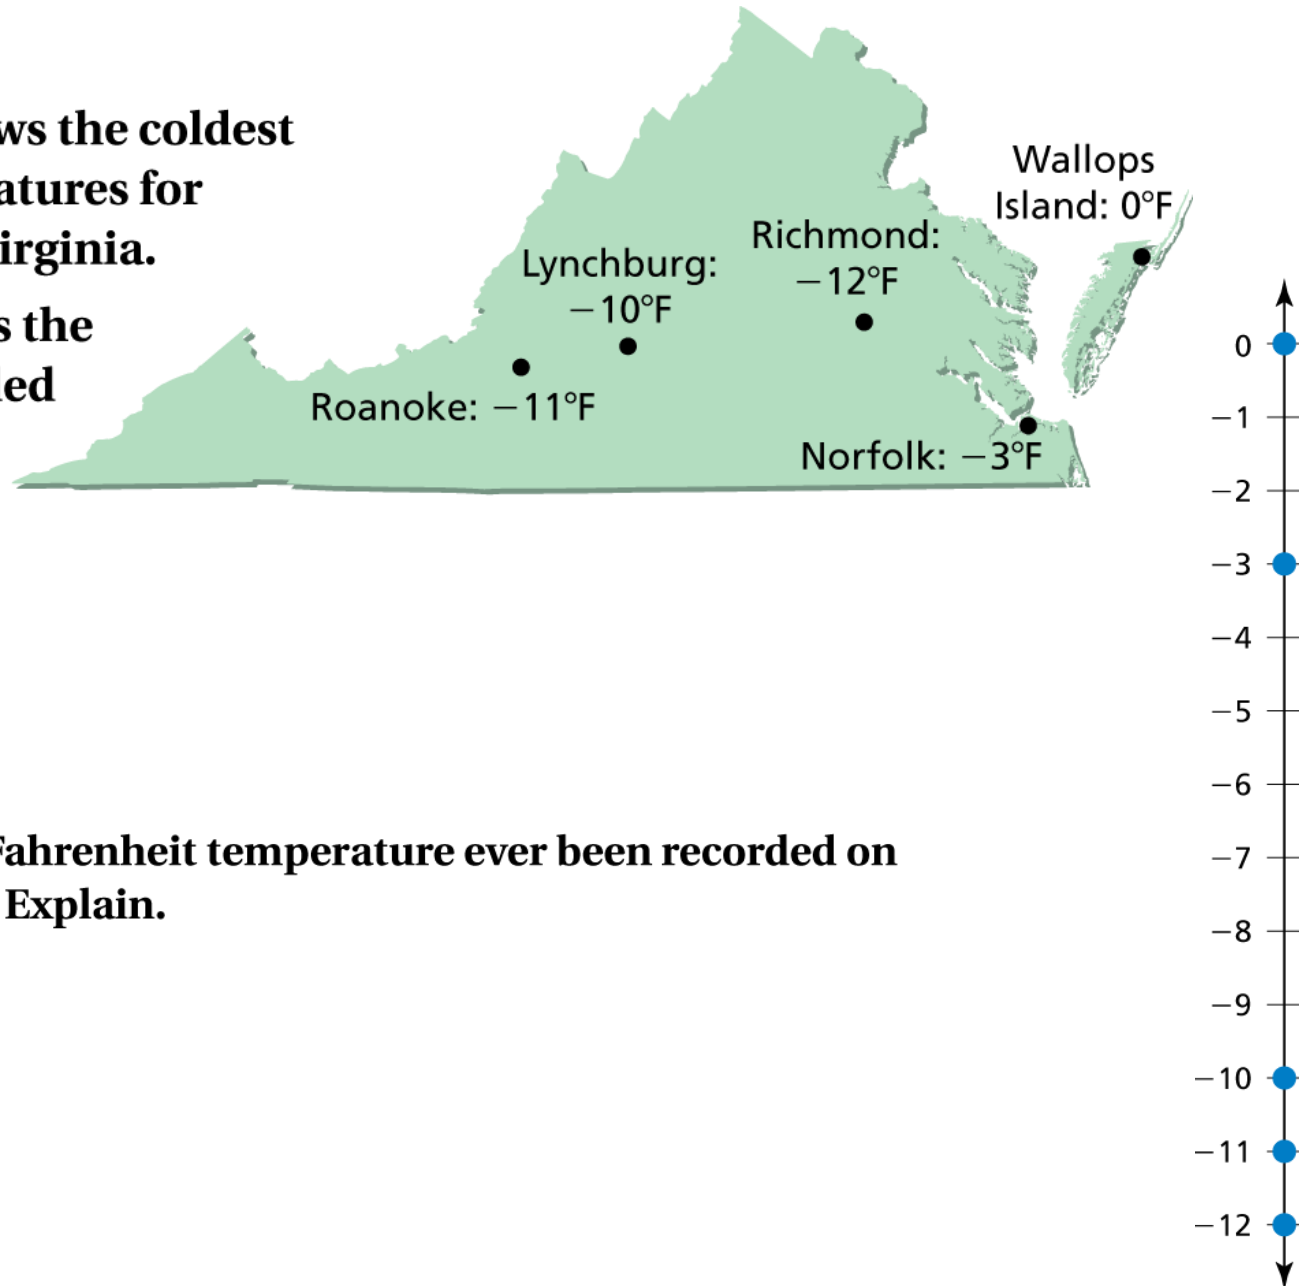 ws the coldest
atures for
irginia.
s the
led
Wallops
Island: 0°F
Richmond:
−12°F
Lynchburg:
−10°F
Roanoke: −11°F
Norfolk: −3°F
0
−1
−2
−3
−4
−5
−6
−7
−8
−9
−10
−11
−12
Fahrenheit temperature ever been recorded on
Explain.